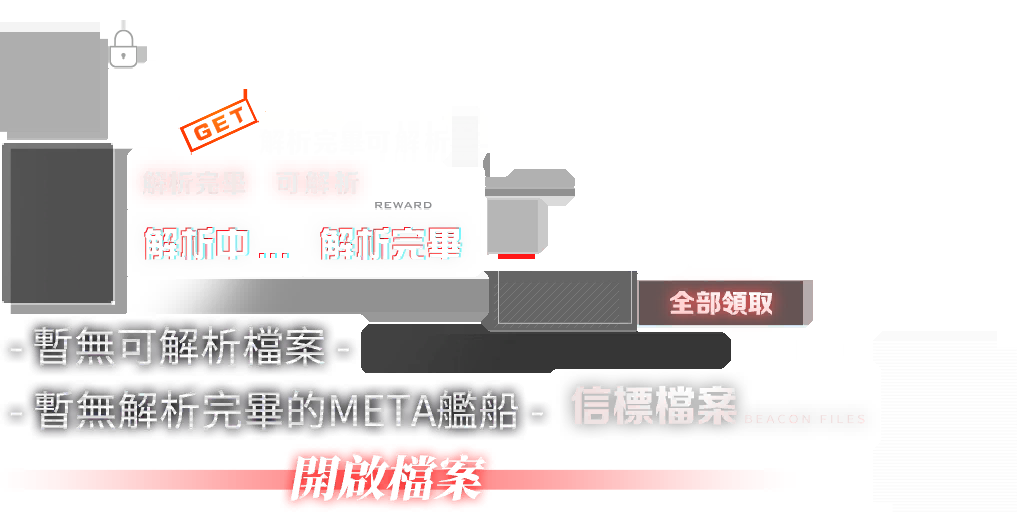 GET
解析完畢 可解析
REWARD
解析中... 解析完畢
全部領取
- 暫無可解析檔案 -
- 暫無解析完畢的META艦船 -
信標檔案 BEACON FILES
開啟檔案